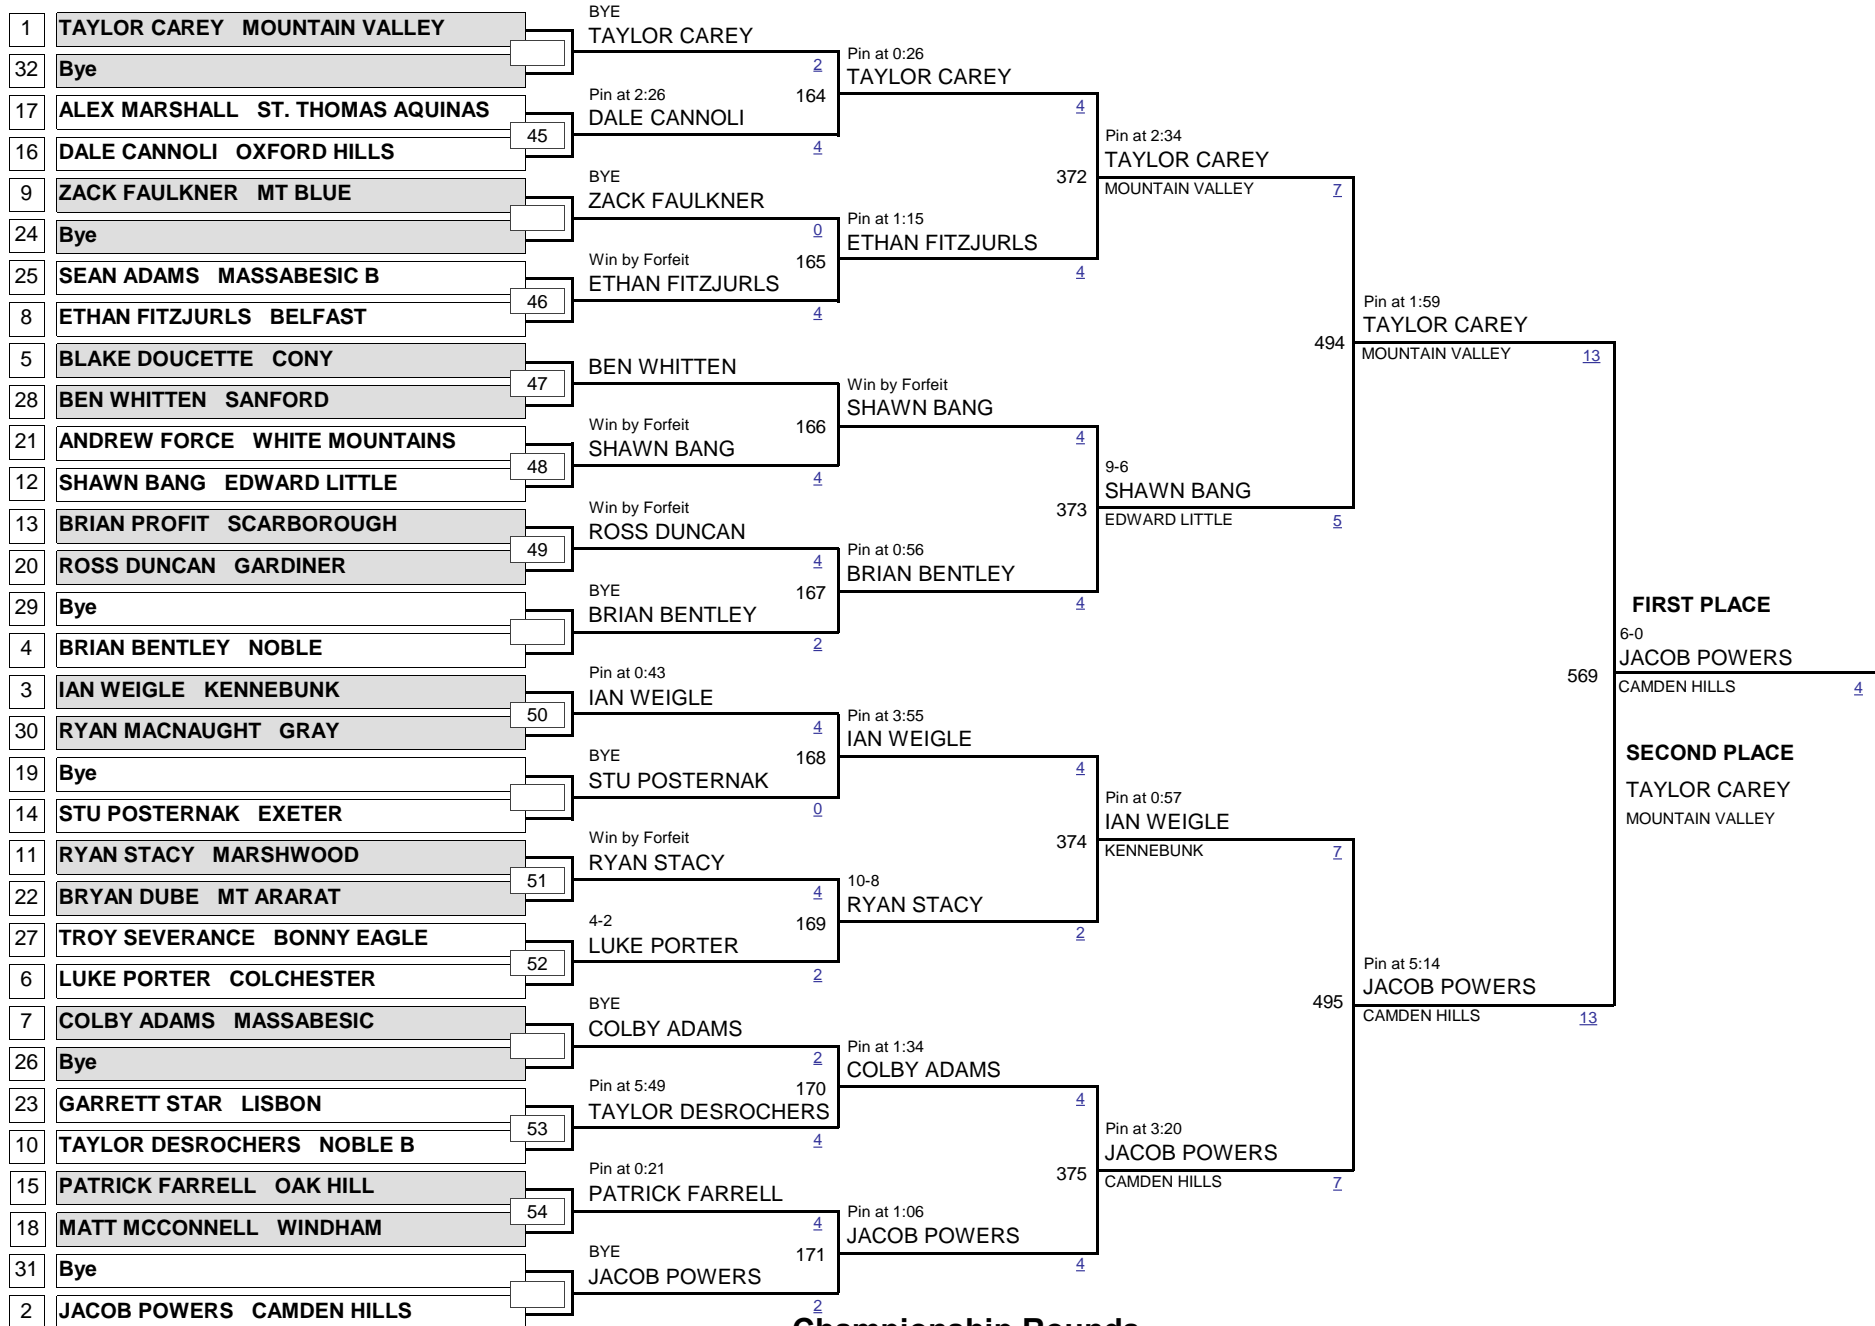 1 TAYLOR CAREY MOUNTAIN VALLEY
32 Bye
17 ALEX MARSHALL ST. THOMAS AQUINAS
45
16 DALE CANNOLI OXFORD HILLS
9 ZACK FAULKNER MT BLUE
24 Bye
25 SEAN ADAMS MASSABESIC B
46
8 ETHAN FITZJURLS BELFAST
5 BLAKE DOUCETTE CONY
47
28 BEN WHITTEN SANFORD
21 ANDREW FORCE WHITE MOUNTAINS
48
12 SHAWN BANG EDWARD LITTLE
13 BRIAN PROFIT SCARBOROUGH
49
20 ROSS DUNCAN GARDINER
29 Bye
4 BRIAN BENTLEY NOBLE
3 IAN WEIGLE KENNEBUNK
50
30 RYAN MACNAUGHT GRAY
19 Bye
14 STU POSTERNAK EXETER
11 RYAN STACY MARSHWOOD
51
22 BRYAN DUBE MT ARARAT
27 TROY SEVERANCE BONNY EAGLE
52
6 LUKE PORTER COLCHESTER
7 COLBY ADAMS MASSABESIC
26 Bye
23 GARRETT STAR LISBON
53
10 TAYLOR DESROCHERS NOBLE B
15 PATRICK FARRELL OAK HILL
54
18 MATT MCCONNELL WINDHAM
31 Bye
2 JACOB POWERS CAMDEN HILLS
BYE
TAYLOR CAREY
2
Pin at 2:26
164
DALE CANNOLI
4
BYE
ZACK FAULKNER
0
Win by Forfeit
165
ETHAN FITZJURLS
4
BEN WHITTEN
Win by Forfeit
166
SHAWN BANG
4
Win by Forfeit
ROSS DUNCAN
4
BYE
167
BRIAN BENTLEY
2
Pin at 0:43
IAN WEIGLE
4
BYE
168
STU POSTERNAK
0
Win by Forfeit
RYAN STACY
4
4-2
169
LUKE PORTER
2
BYE
COLBY ADAMS
2
Pin at 5:49
170
TAYLOR DESROCHERS
4
Pin at 0:21
PATRICK FARRELL
4
BYE
171
JACOB POWERS
2
Pin at 0:26
TAYLOR CAREY
4
372
Pin at 1:15
ETHAN FITZJURLS
4
Win by Forfeit
SHAWN BANG
4
373
Pin at 0:56
BRIAN BENTLEY
4
Pin at 3:55
IAN WEIGLE
4
374
10-8
RYAN STACY
2
Pin at 1:34
COLBY ADAMS
4
375
Pin at 1:06
JACOB POWERS
4
Pin at 2:34
TAYLOR CAREY
MOUNTAIN VALLEY 7
494
9-6
SHAWN BANG
EDWARD LITTLE 5
Pin at 0:57
IAN WEIGLE
KENNEBUNK 7
495
Pin at 3:20
JACOB POWERS
CAMDEN HILLS 7
Pin at 1:59
TAYLOR CAREY
MOUNTAIN VALLEY 13
569
Pin at 5:14
JACOB POWERS
CAMDEN HILLS 13
FIRST PLACE
6-0
JACOB POWERS
CAMDEN HILLS 4
SECOND PLACE
TAYLOR CAREY
MOUNTAIN VALLEY
Championship Rounds